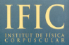 IFIC
INSTITUT DE FÍSICA
CORPUSCULAR